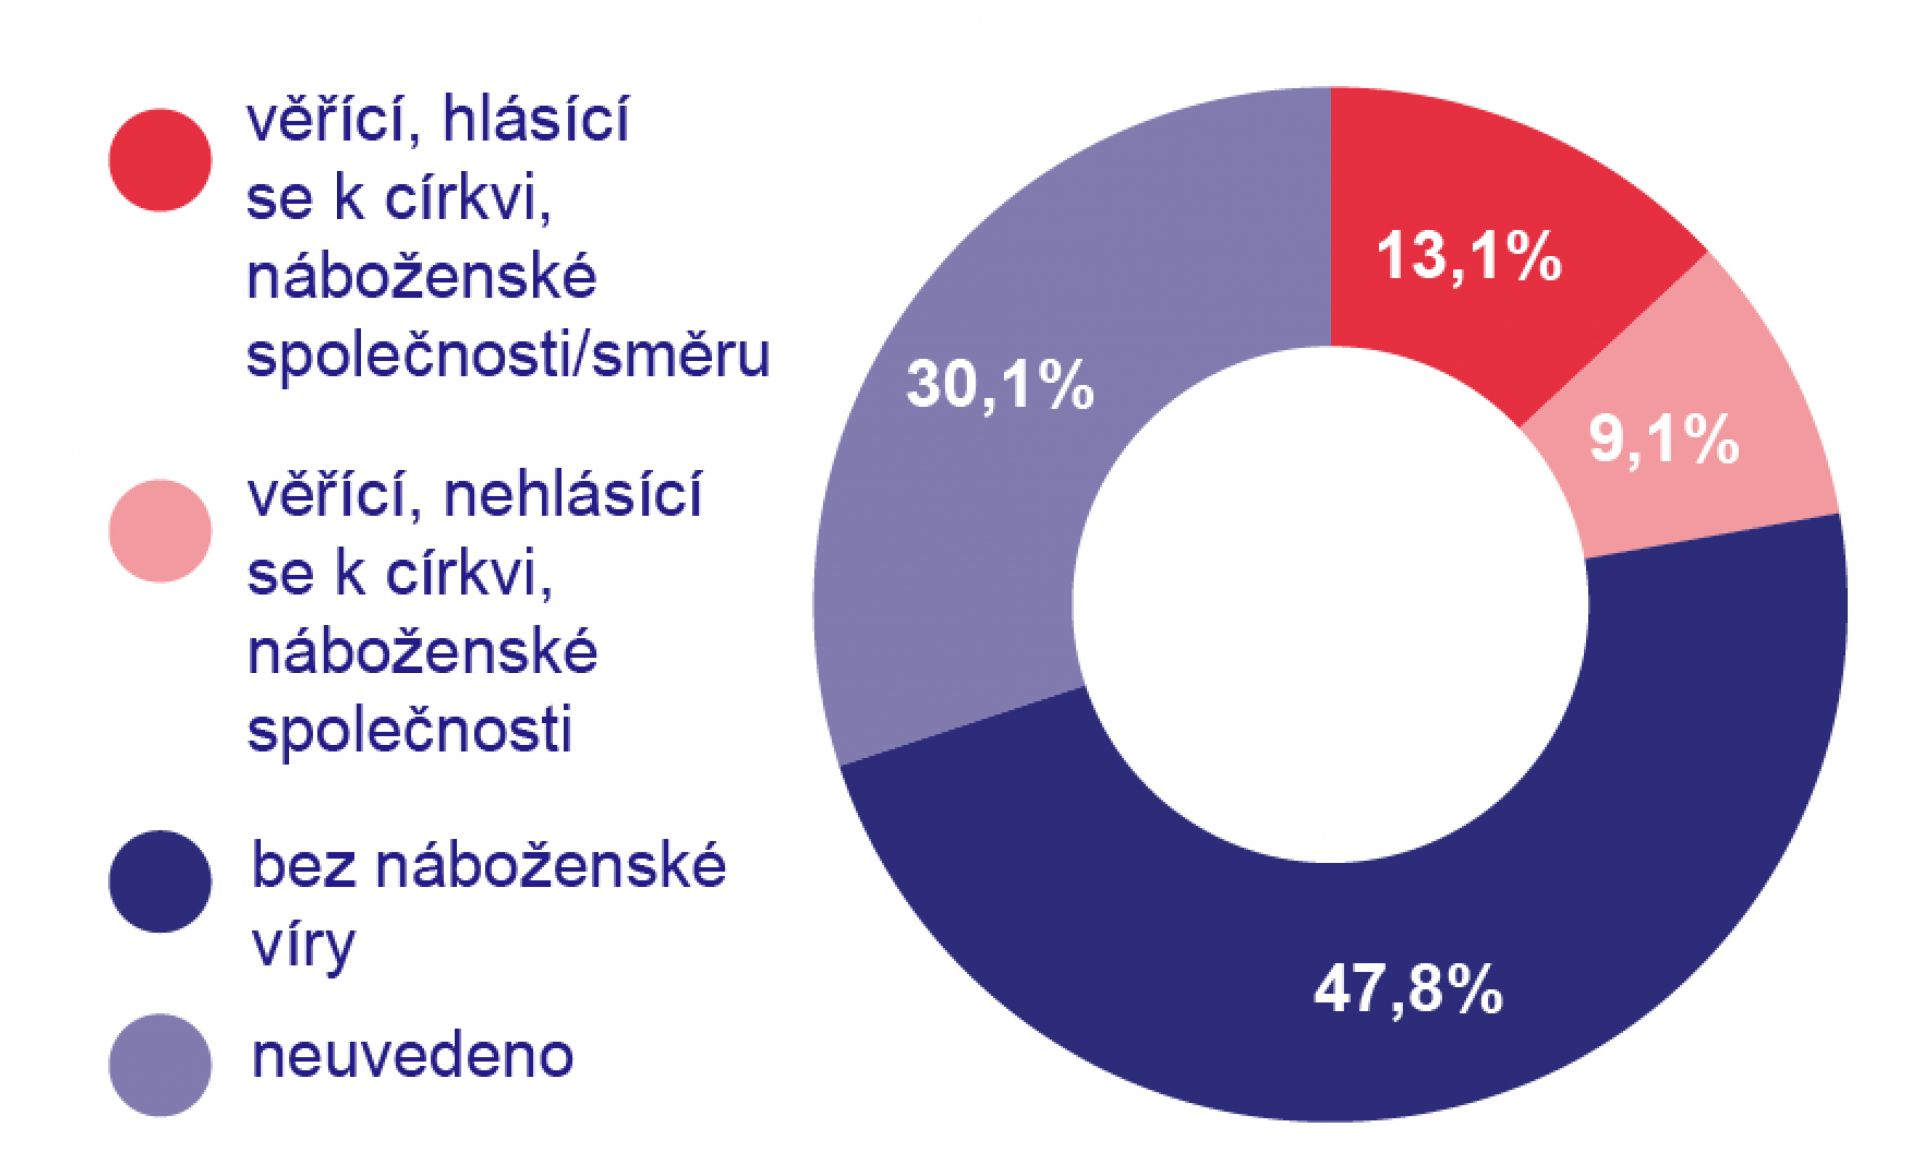 věřící, hlásící
se k církvi,
náboženské
společnosti/směru
věřící, nehlásící
se k církvi,
náboženské
společnosti
bez náboženské
víry
neuvedeno
13,1%
9,1%
47,8%
30,1%